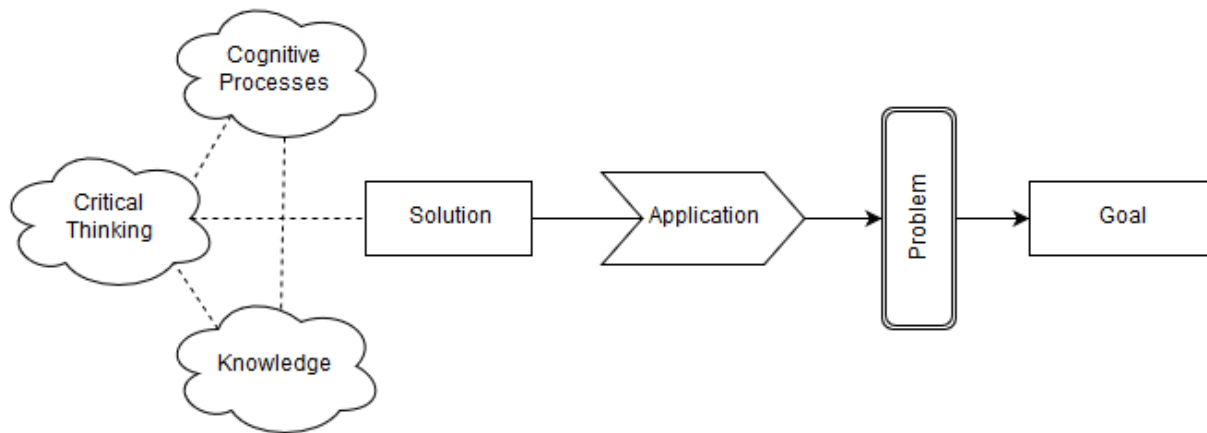 Cognitive
Processes
Critical
Thinking
Knowledge
Solution
Application
Problem
Goal